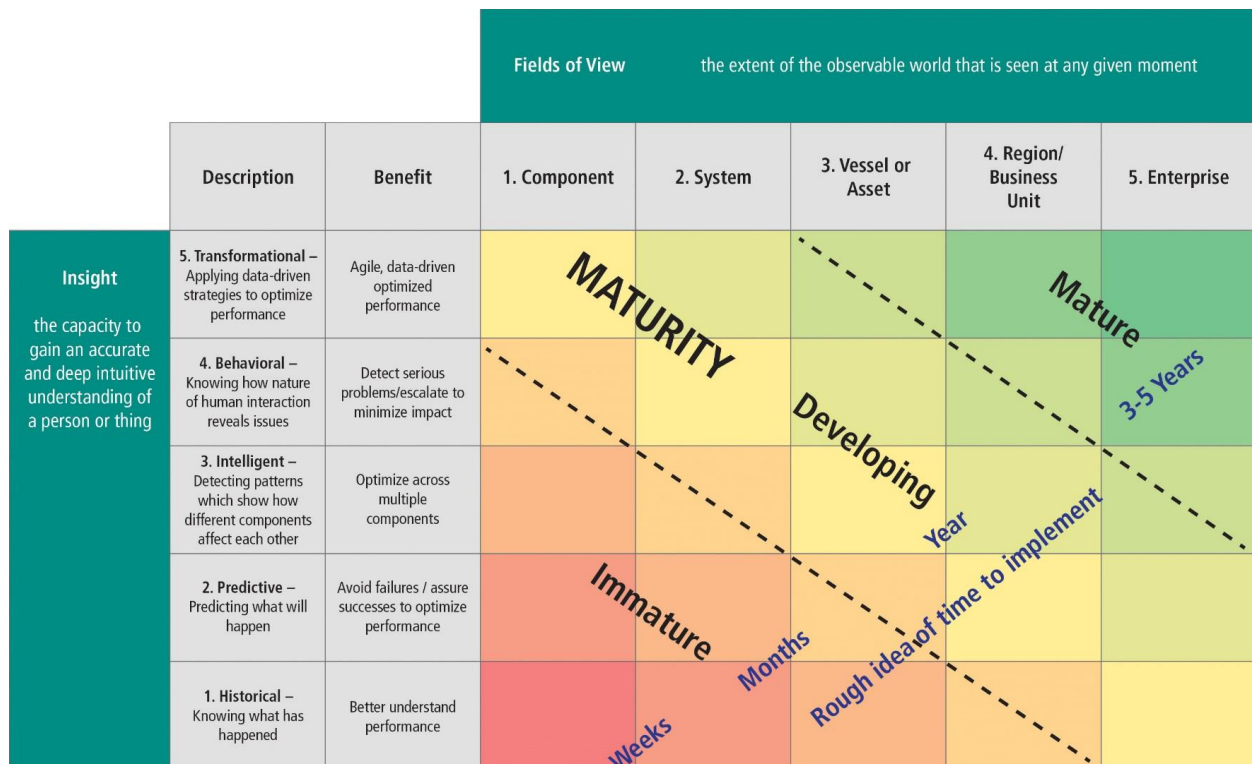 Fields of View the extent of the observable world that is seen at any given moment
Description
Benefit
1. Component
2. System
3. Vessel or
Asset
4. Region/
Business
Unit
5. Enterprise
Insight
the capacity to
gain an accurate
and deep intuitive
understanding of
a person or thing
5. Transformational –
Applying data-driven
strategies to optimize
performance
Agile, data-driven
optimized
performance
4. Behavioral –
Knowing how nature
of human interaction
reveals issues
Detect serious
problems/escalate to
minimize impact
3. Intelligent –
Detecting patterns
which show how
different components
affect each other
Optimize across
multiple
components
2. Predictive –
Predicting what will
happen
Avoid failures / assure
successes to optimize
performance
1. Historical –
Knowing what has
happened
Better understand
performance
MATURITY
Mature
Developing
Immature
3-5 Years
Year
Months
Weeks
Rough idea of time to implement